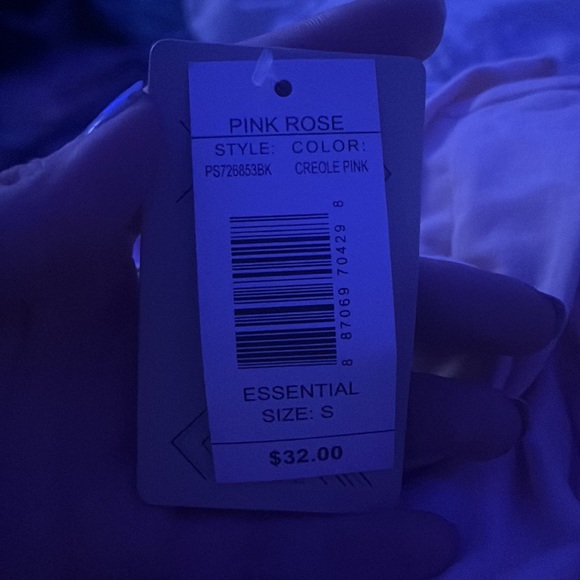 PINK ROSE
STYLE: COLOR:
PS726853BK CREOLE PINK
8 87069 70429 8
ESSENTIAL
SIZE: S
$32.00